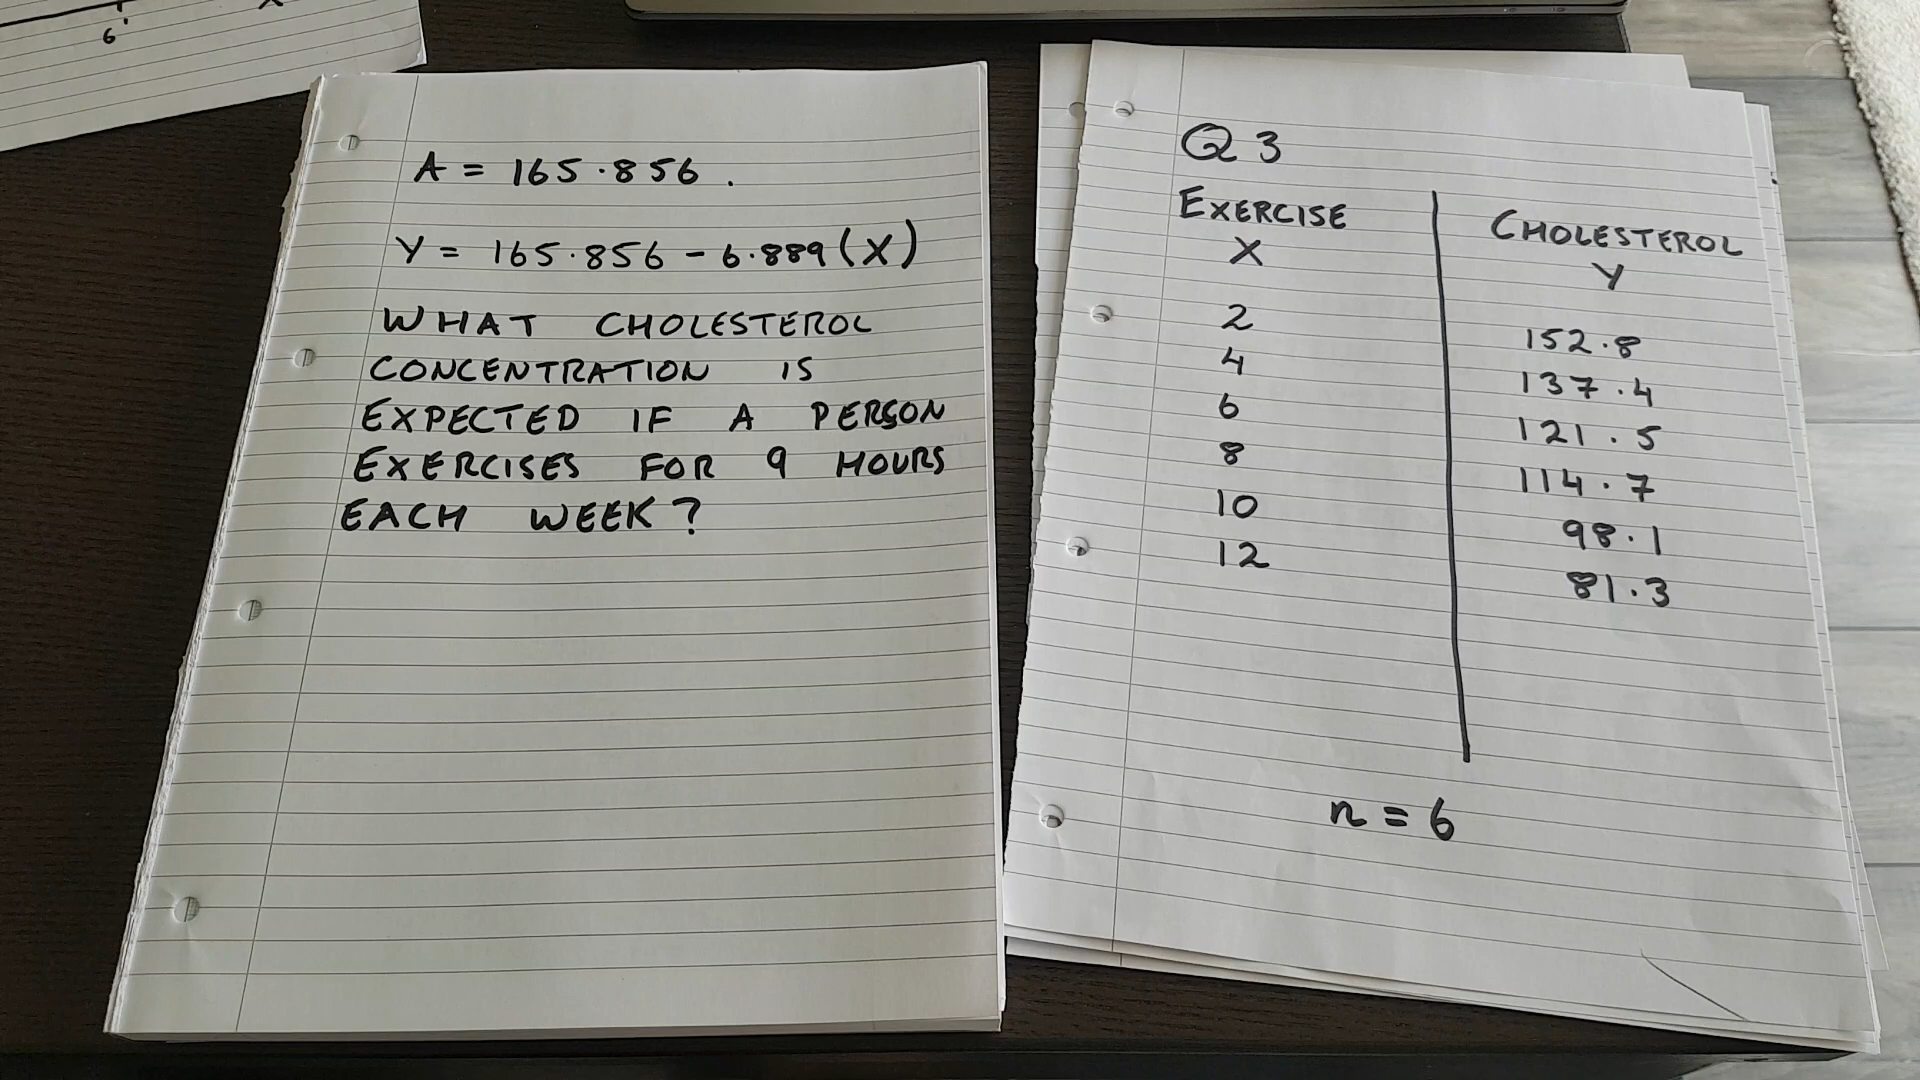 6
x
A = 165.856.
Y = 165.856 - 6.889(X)
WHAT CHOLESTEROL
CONCENTRATION IS
EXPECTED IF A PERSON
EXERCISES FOR 9 HOURS
EACH WEEK?
Q3
EXERCISE CHOLESTEROL
X Y
2 152.8
4 137.4
6 121.5
8 114.7
10 98.1
12 81.3
n = 6